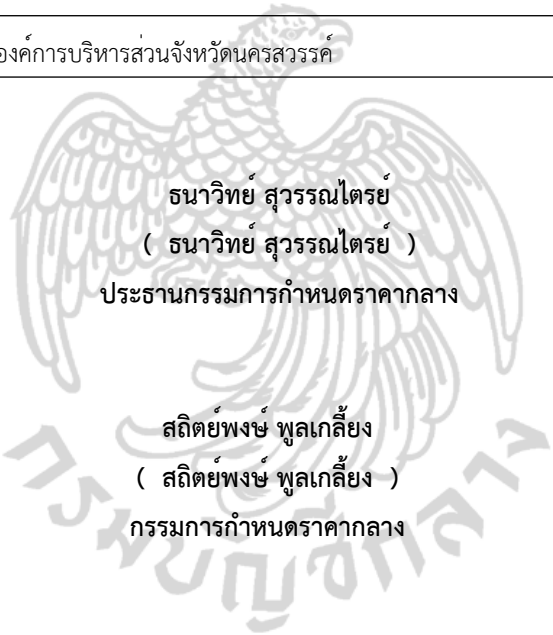 องค์การบริหารส่วนจังหวัดนครสวรรค์
ธนาวิทย์ สุวรรณไตรย์
( ธนาวิทย์ สุวรรณไตรย์ )
ประธานกรรมการกำหนดราคากลาง
สถิตย์พงษ์ พูลเกลี้ยง
( สถิตย์พงษ์ พูลเกลี้ยง )
กรรมการกำหนดราคากลาง
กรมบัญชีกลาง